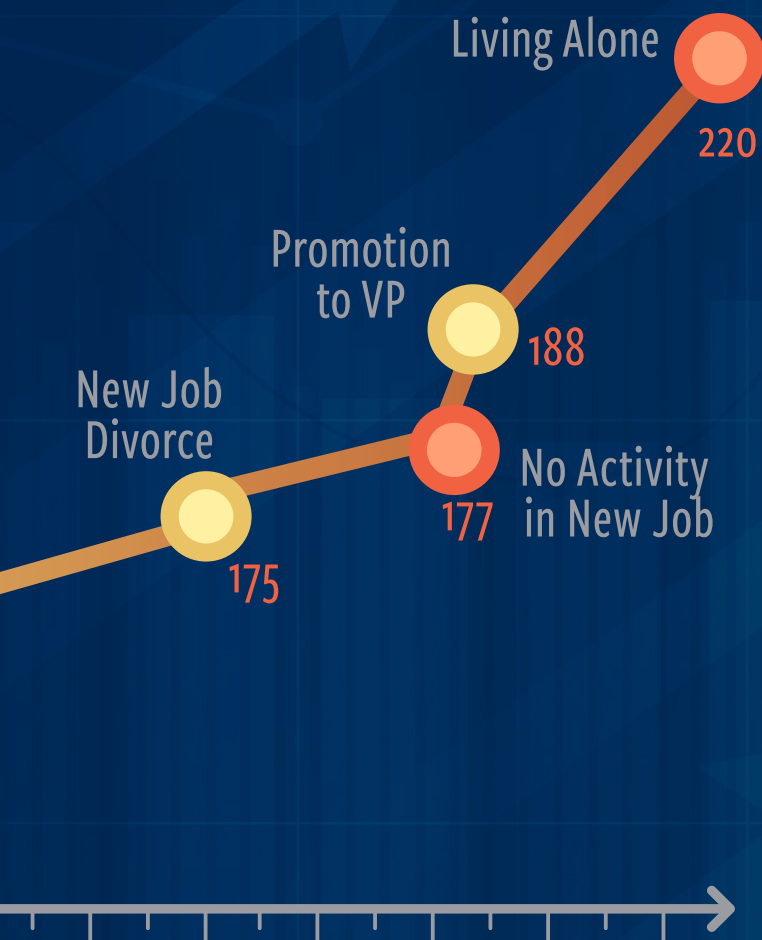 Living Alone
220
Promotion
to VP
188
New Job
Divorce
175
177
No Activity
in New Job